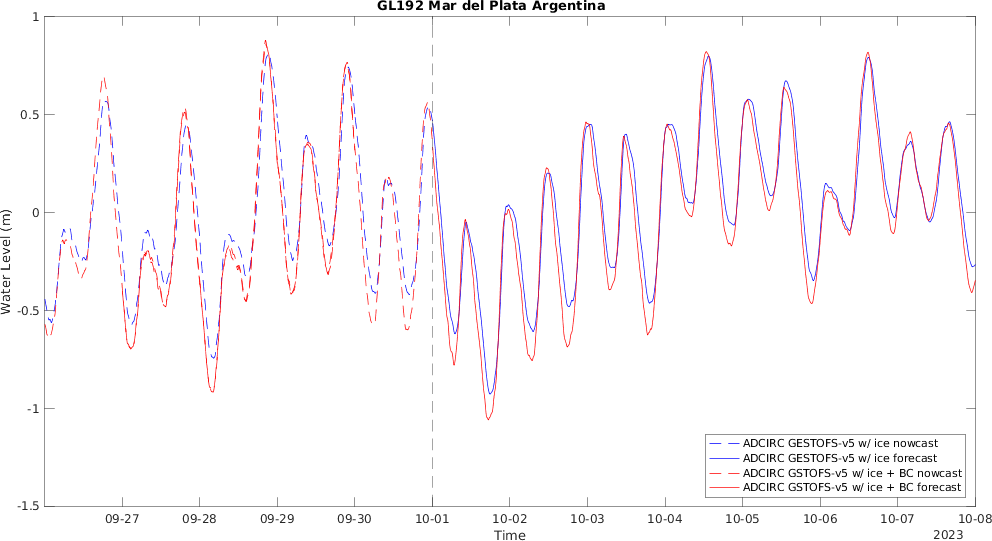 GL192 Mar del Plata Argentina
1
0.5
0
-0.5
-1
-1.5
Water Level (m)
ADCIRC GESTOFS-v5 w/ ice nowcast
ADCIRC GESTOFS-v5 w/ ice forecast
ADCIRC GSTOFS-v5 w/ ice + BC nowcast
ADCIRC GSTOFS-v5 w/ ice + BC forecast
09-27 09-28 09-29 09-30 10-01 10-02 10-03 10-04 10-05 10-06 10-07 10-08
Time
2023